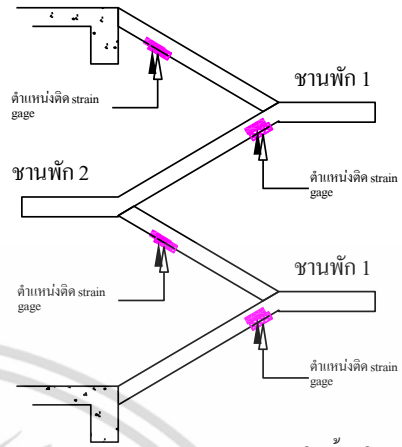 ชานพัก 1
ตำแหน่งติด strain
gage
ตำแหน่งติด strain
gage
ชานพัก 2
ชานพัก 1
ตำแหน่งติด strain
gage
ตำแหน่งติด strain
gage